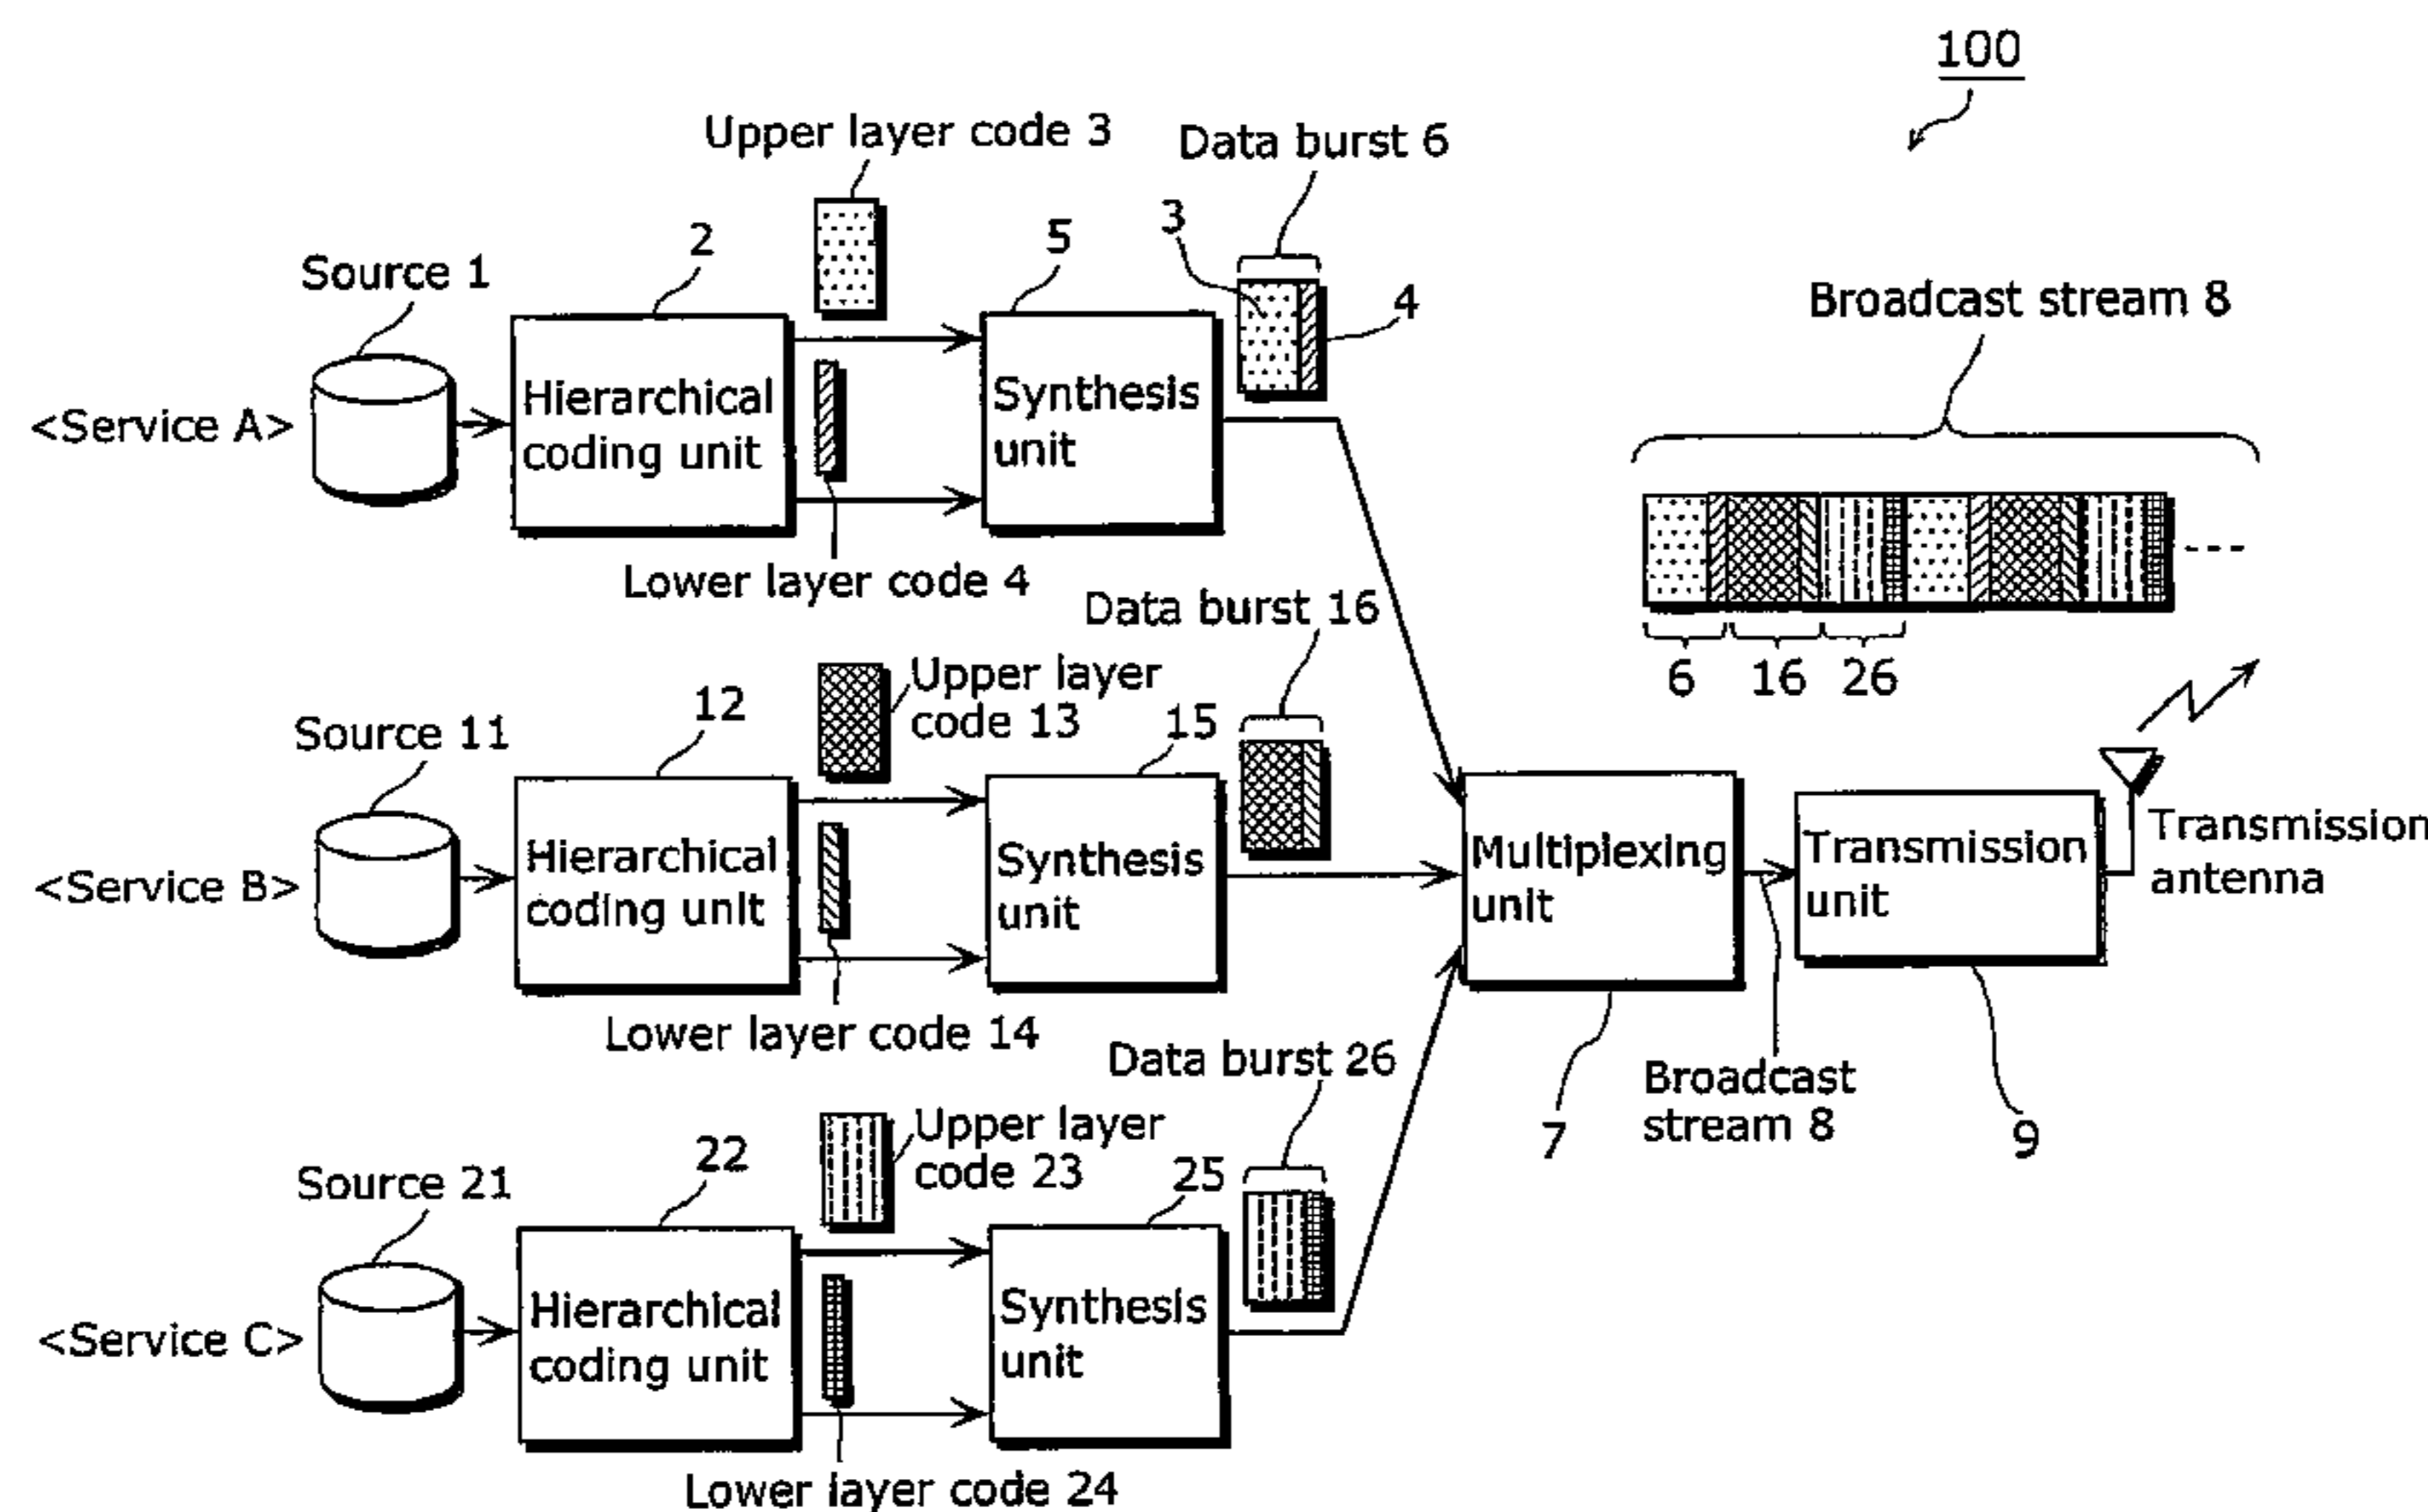 100
Upper layer code 3
Data burst 6
2
5
3
4
Source 1
<Service A>
Hierarchical
coding unit
Synthesis
unit
Lower layer code 4
Broadcast stream 8
6
16
26
Data burst 16
Upper layer
code 13
12
15
Source 11
<Service B>
Hierarchical
coding unit
Synthesis
unit
Lower layer code 14
Multiplexing
unit
Transmission
unit
Transmission
antenna
7
Broadcast
stream 8
9
Data burst 26
Upper layer
code 23
22
25
Source 21
<Service C>
Hierarchical
coding unit
Synthesis
unit
Lower layer code 24